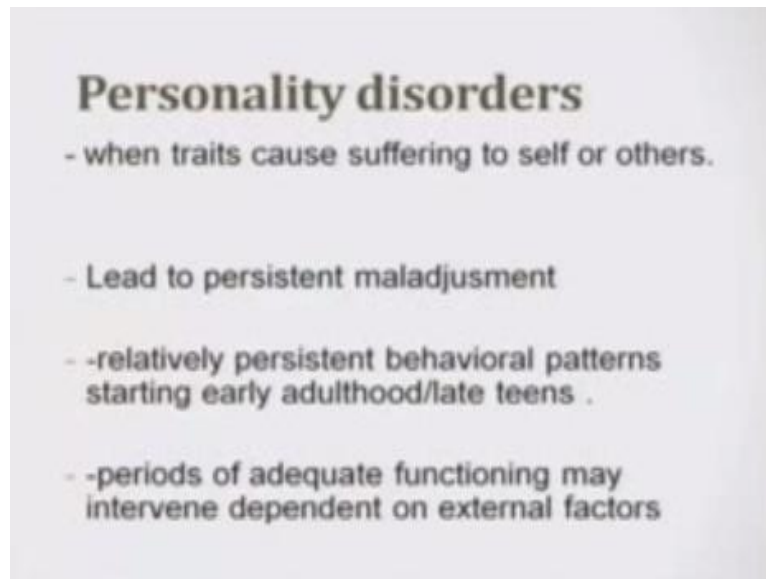 Personality disorders
- when traits cause suffering to self or others.
- Lead to persistent maladjusment
- -relatively persistent behavioral patterns
starting early adulthood/late teens .
- -periods of adequate functioning may
intervene dependent on external factors